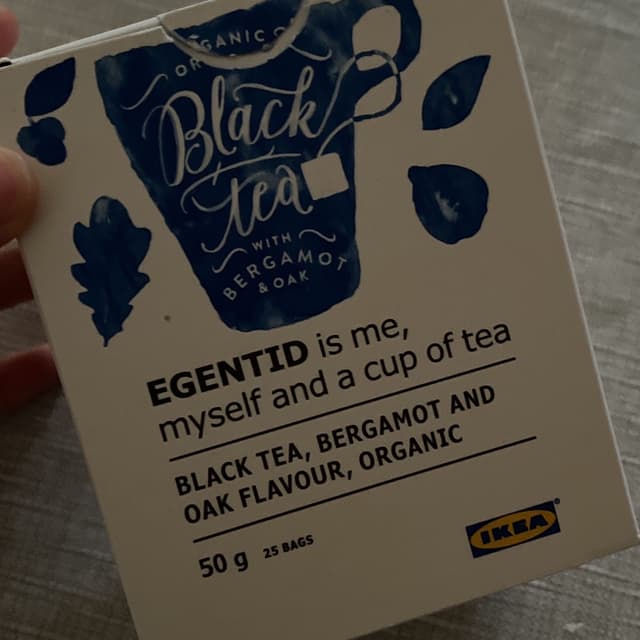 ORGANIC
Black
tea
WITH
BERGAMOT
& OAK
EGENTID is me,
myself and a cup of tea
BLACK TEA, BERGAMOT AND
OAK FLAVOUR, ORGANIC
50 g 25 BAGS
IKEA®